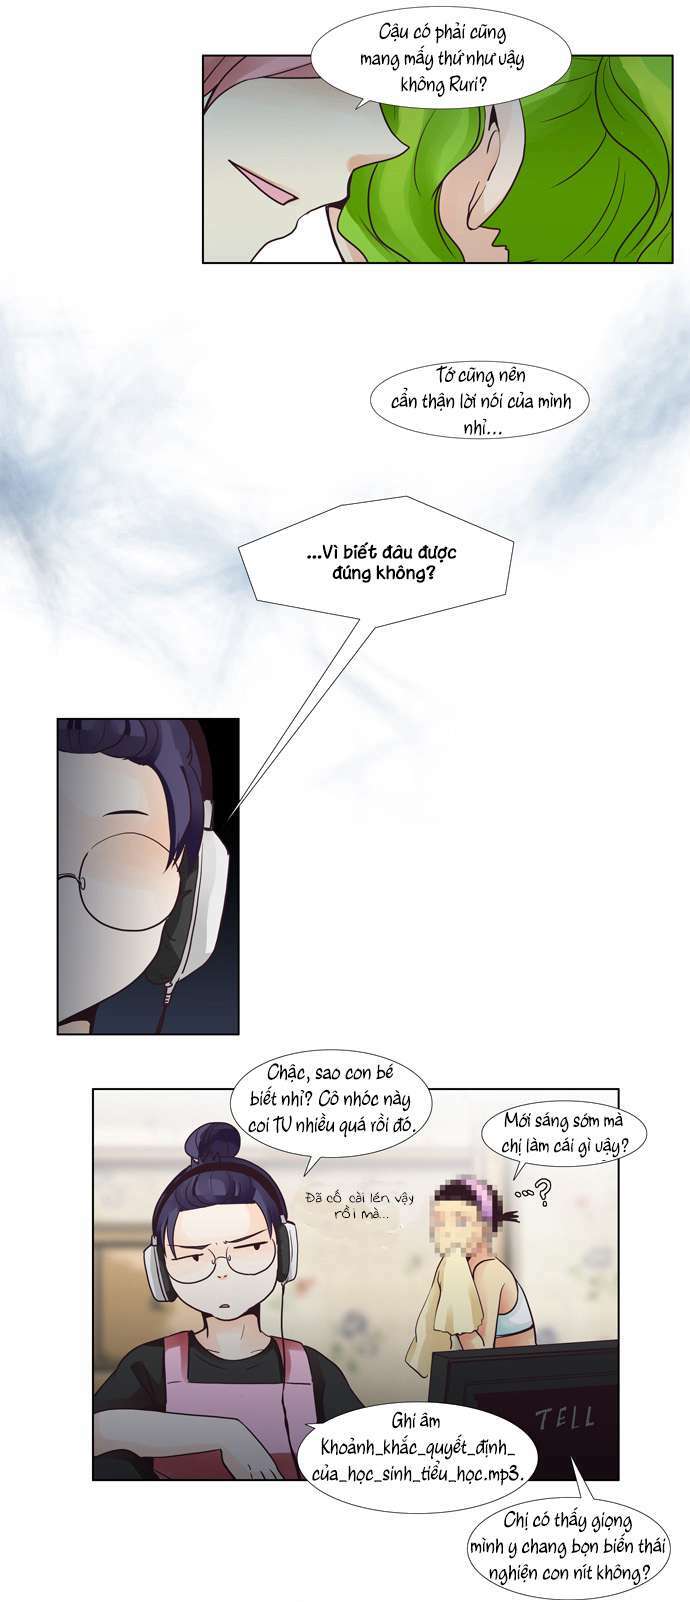 Cậu có phải cũng
mang mấy thứ như vậy
không Ruri?
Tớ cũng nên
cẩn thận lời nói của mình
nhỉ...
...Vì biết đâu được
đúng không?
Chậc, sao con bé
biết nhỉ? Cô nhóc này
coi TV nhiều quá rồi đó.
Mới sáng sớm mà
chị làm cái gì vậy?
...?
Đã cố cài lén vậy
rồi mà...
Ghi âm
Khoảnh_khắc_quyết_định_
của_học_sinh_tiểu_học.mp3.
TELL
Chị có thấy giọng
mình y chang bọn biến thái
nghiện con nít không?